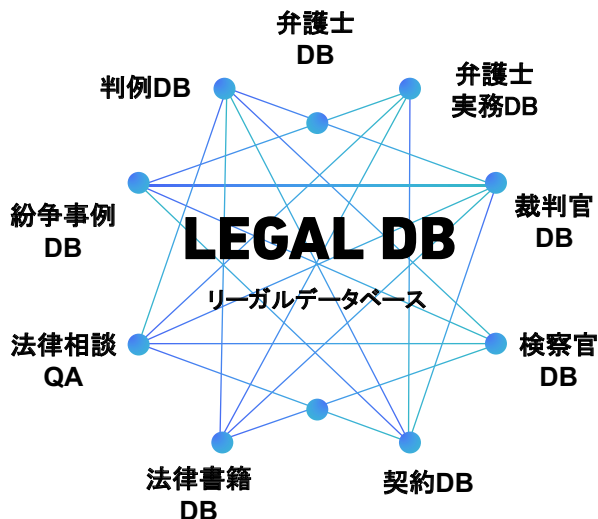 弁護士
DB
判例DB
弁護士
実務DB
紛争事例
DB
裁判官
DB
LEGAL DB
リーガルデータベース
法律相談
QA
検察官
DB
法律書籍
DB
契約DB